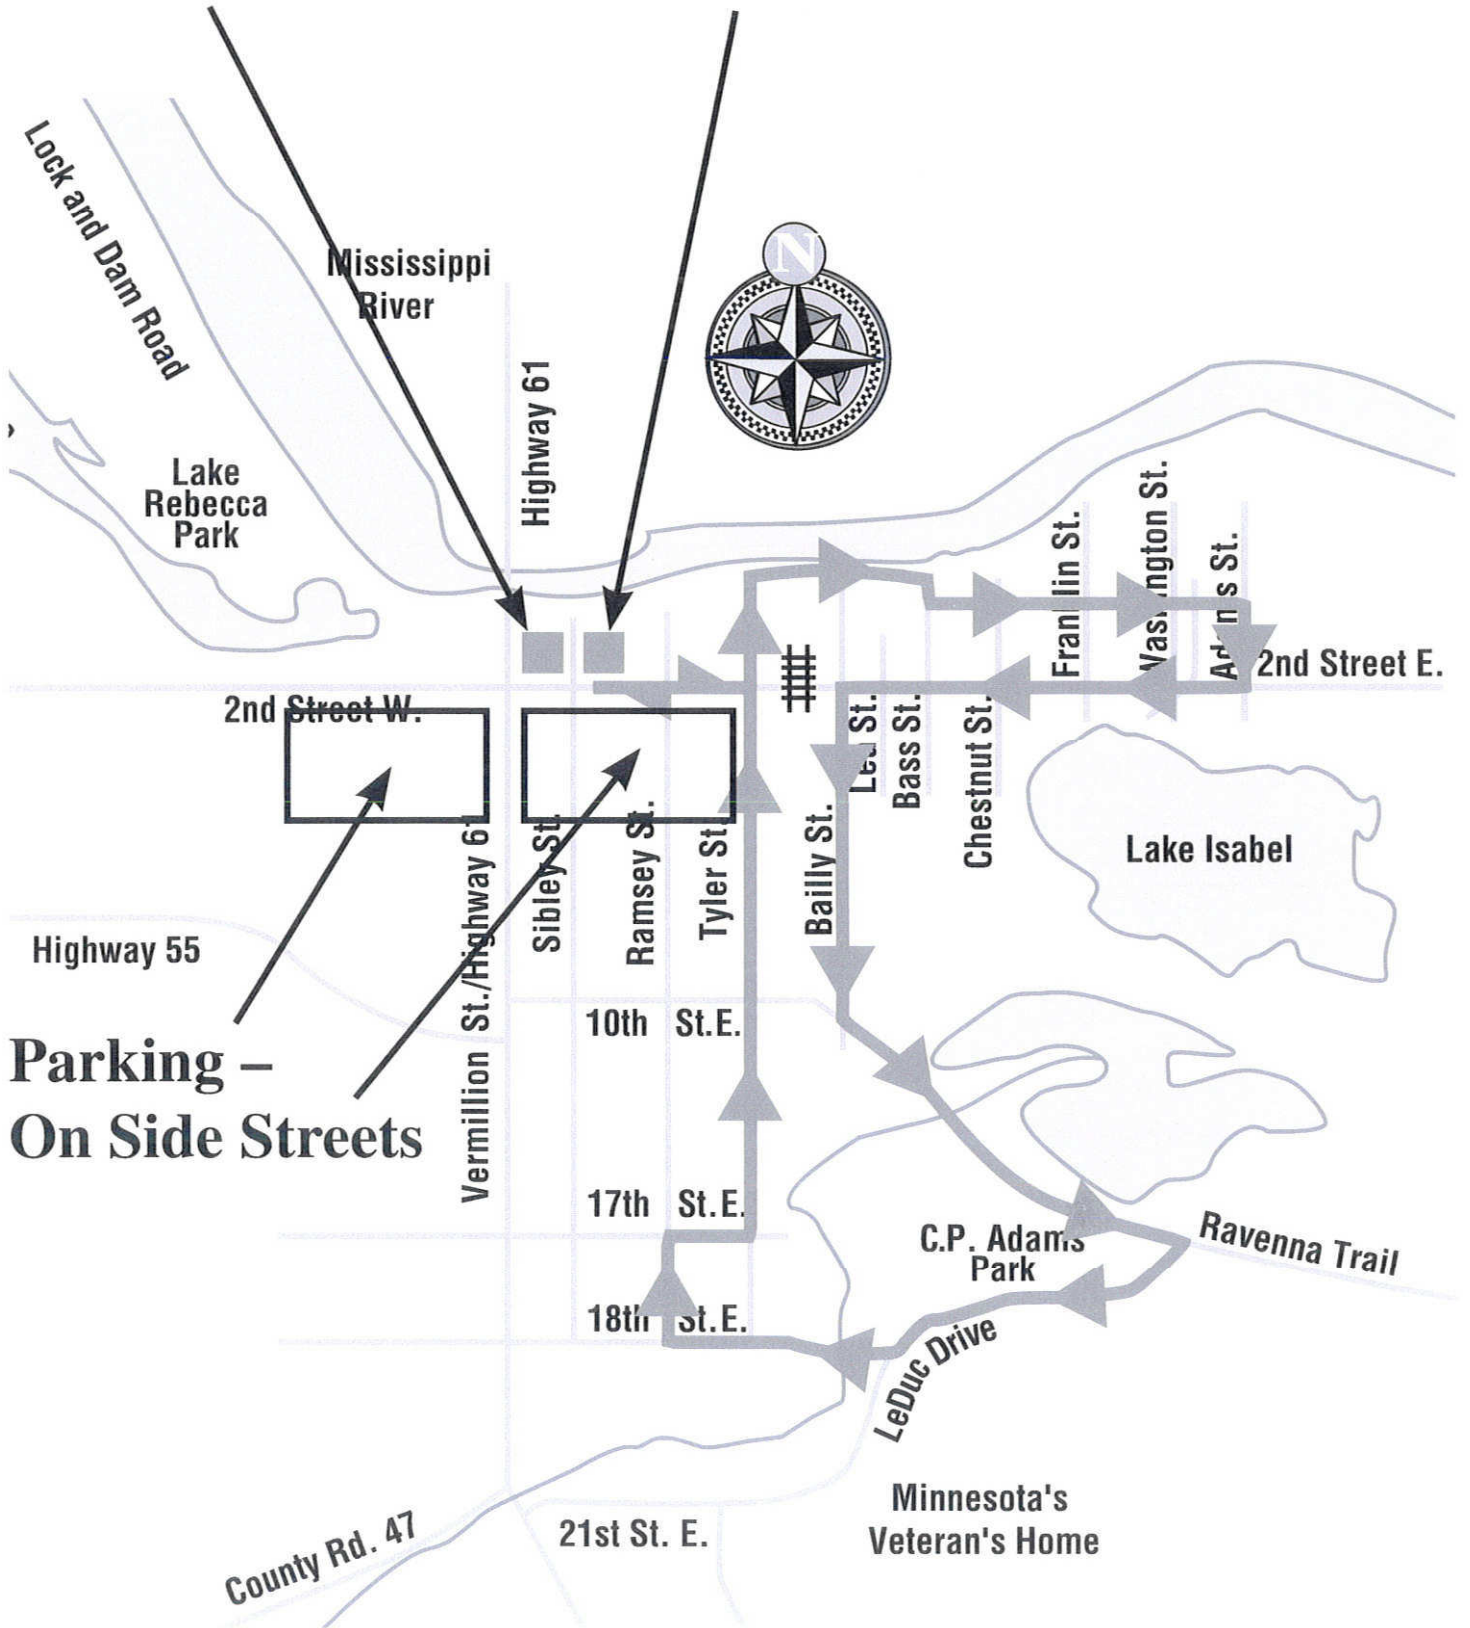 N
Lock and Dam Road
Mississippi
River
Highway 61
Lake
Rebecca
Park
Franklin St.
Washington St.
Adams St.
2nd Street E.
2nd Street W.
Led St.
Bass St.
Chestnut St.
Lake Isabel
Vermillion St./Highway 61
Sibley St.
Ramsey St.
Tyler St.
Bailly St.
Highway 55
10th St.E.
Parking –
On Side Streets
17th St.E.
C.P. Adams
Park
Ravenna Trail
18th St.E.
LeDuc Drive
Minnesota's
Veteran's Home
21st St. E.
County Rd. 47